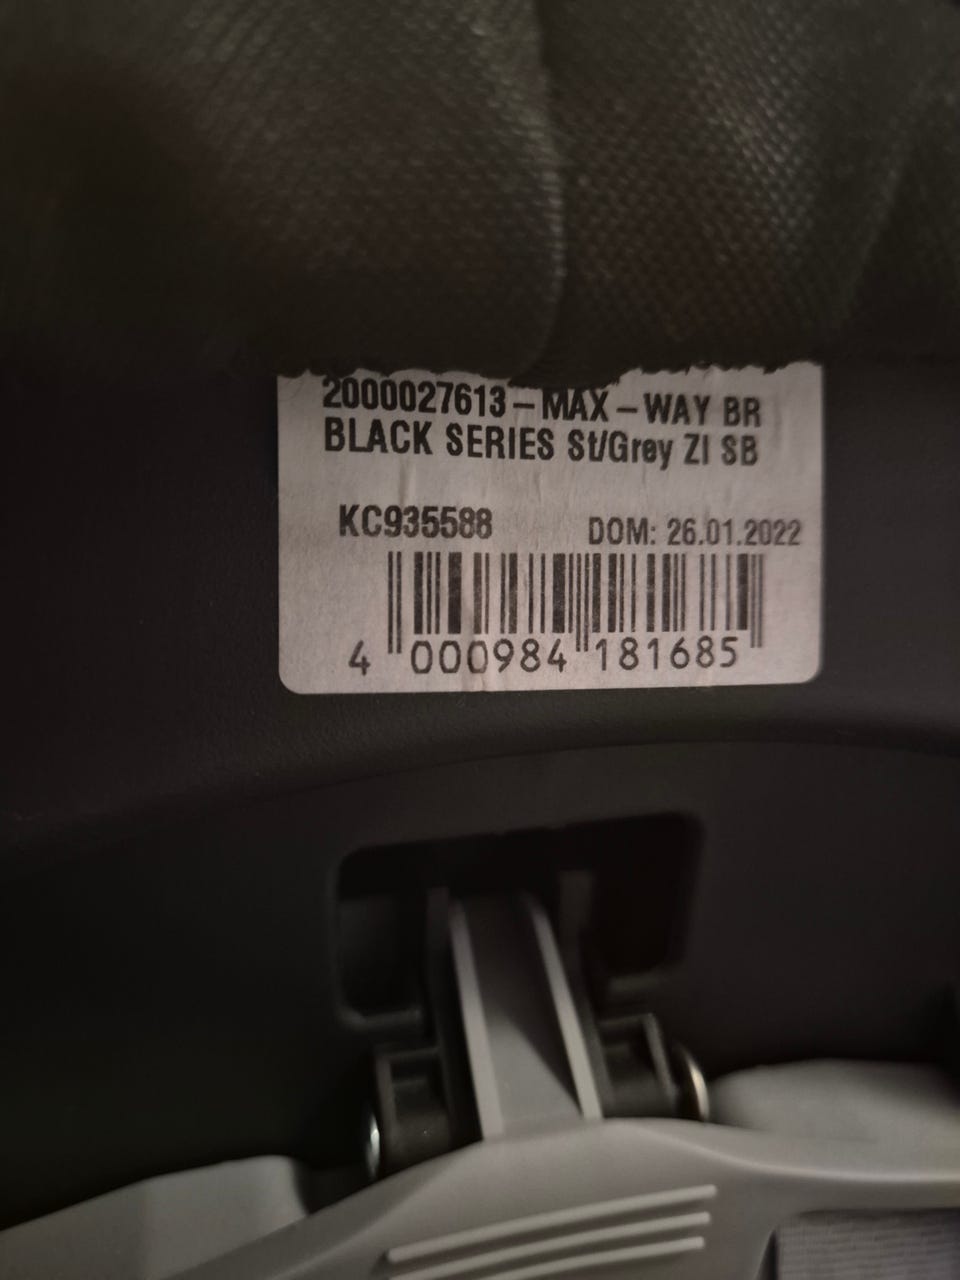 2000027613-MAX-WAY BR
BLACK SERIES St/Grey ZI SB
KC935588 DOM: 26.01.2022
4 000984 181685